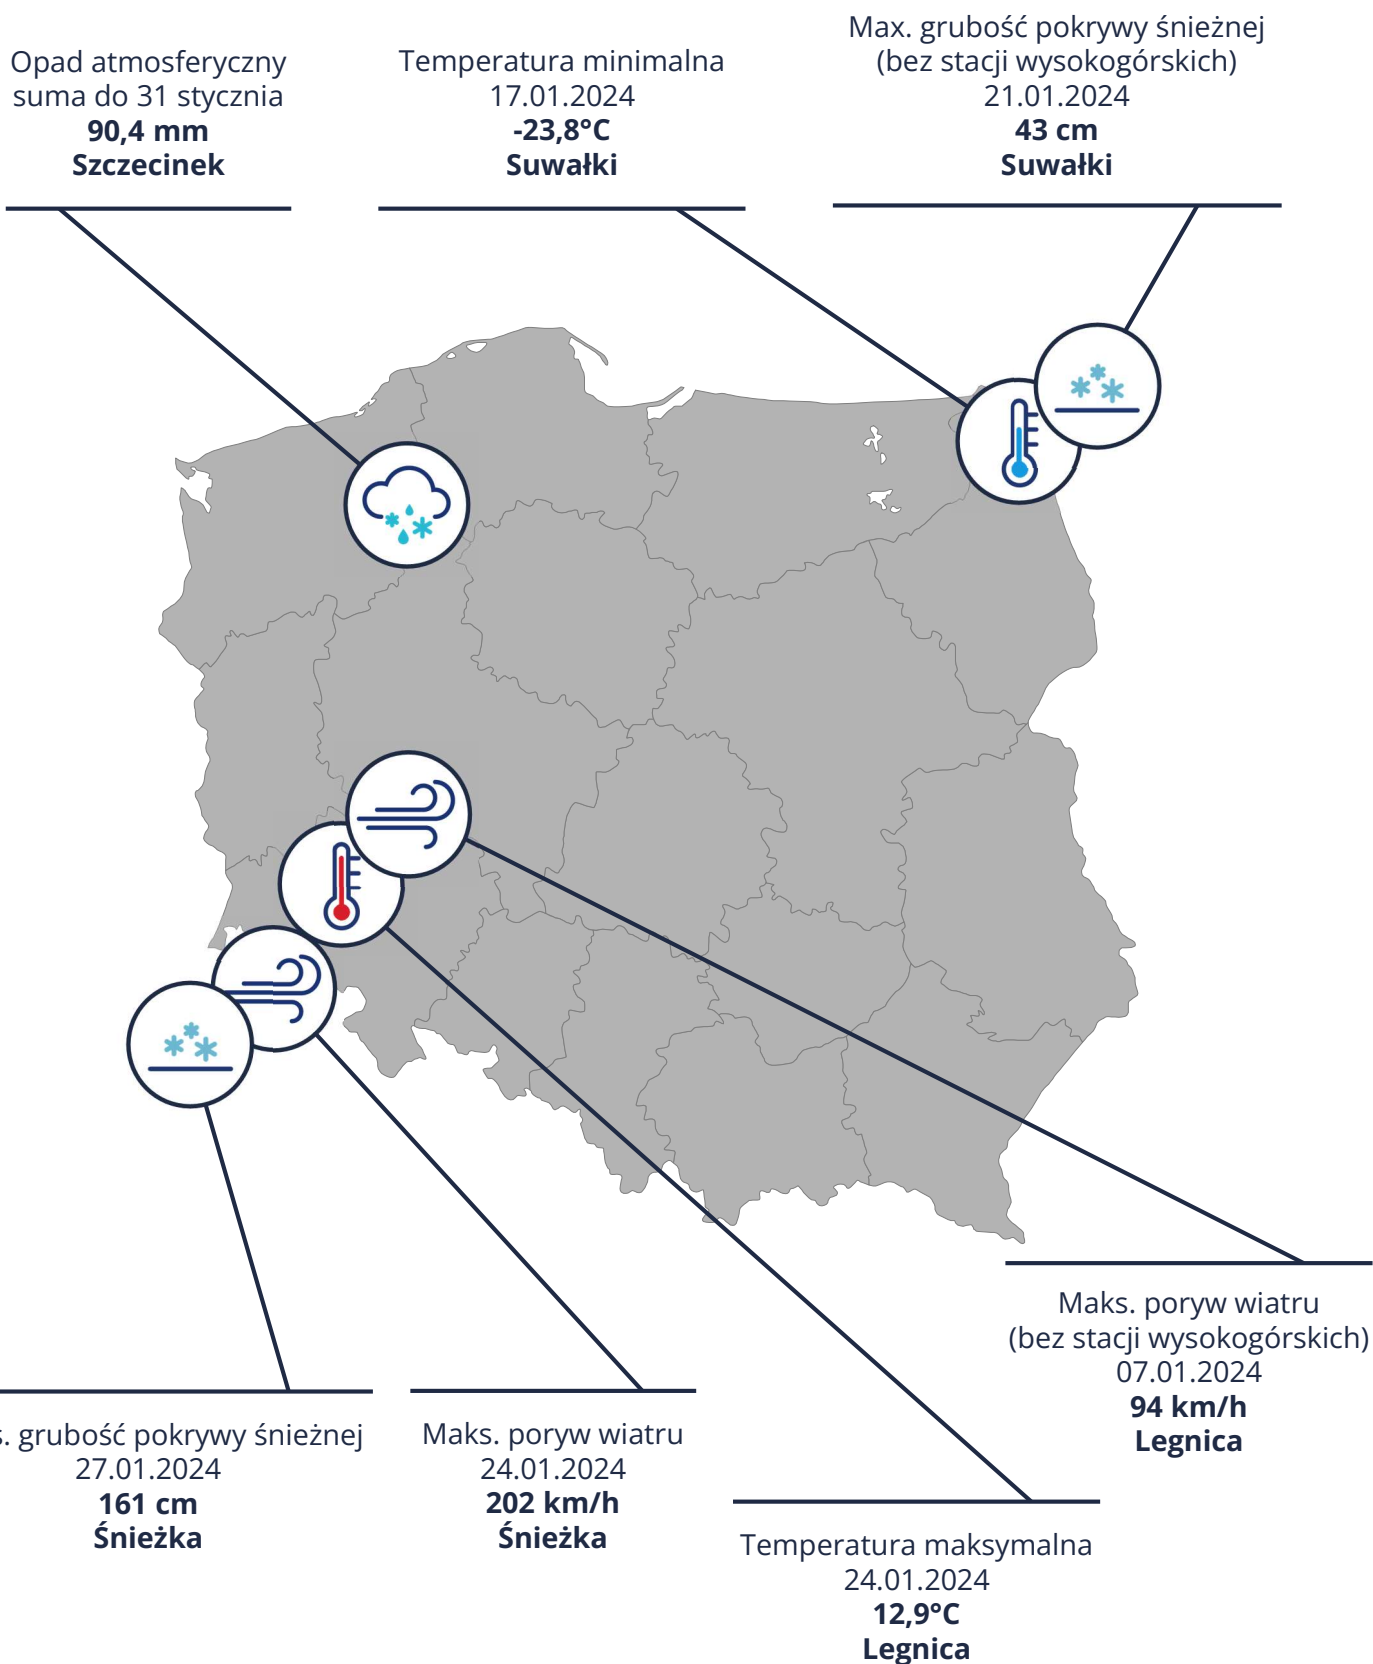 Opad atmosferyczny
suma do 31 stycznia
90,4 mm
Szczecinek
Temperatura minimalna
17.01.2024
-23,8°C
Suwałki
Max. grubość pokrywy śnieżnej
(bez stacji wysokogórskich)
21.01.2024
43 cm
Suwałki
Maks. poryw wiatru
(bez stacji wysokogórskich)
07.01.2024
94 km/h
Legnica
grubość pokrywy śnieżnej
27.01.2024
161 cm
Śnieżka
Maks. poryw wiatru
24.01.2024
202 km/h
Śnieżka
Temperatura maksymalna
24.01.2024
12,9°C
Legnica